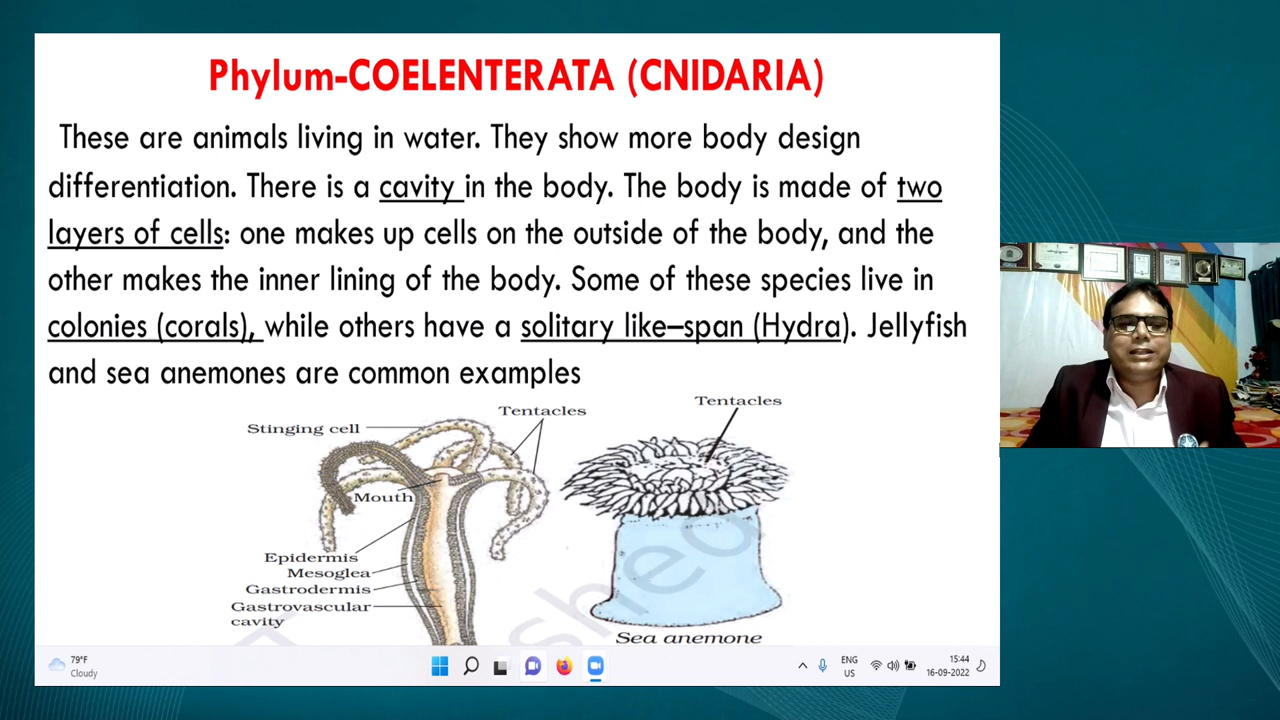 Phylum-COELENTERATA (CNIDARIA)
These are animals living in water. They show more body design
differentiation. There is a cavity in the body. The body is made of two
layers of cells: one makes up cells on the outside of the body, and the
other makes the inner lining of the body. Some of these species live in
colonies (corals), while others have a solitary like–span (Hydra). Jellyfish
and sea anemones are common examples
Stinging cell
Tentacles
Mouth
Epidermis
Mesoglea
Gastrodermis
Gastrovascular
cavity
Tentacles
Sea anemone
79°F
Cloudy
ENG
US
15:44
16-09-2022